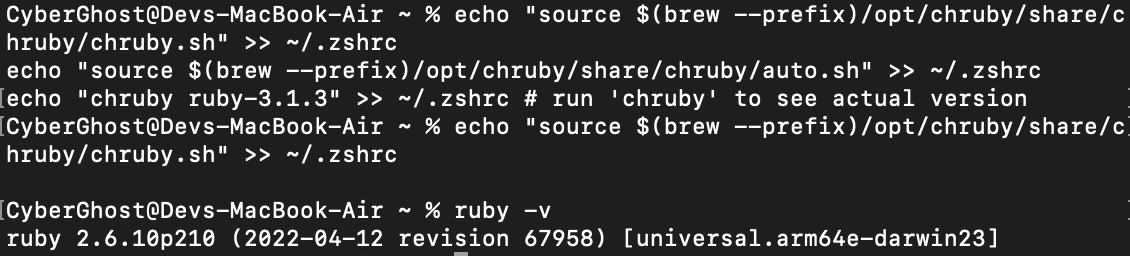 CyberGhost@Devs-MacBook-Air ~ % echo "source $(brew --prefix)/opt/chruby/share/c
hruby/chruby.sh" >> ~/.zshrc
echo "source $(brew --prefix)/opt/chruby/share/chruby/auto.sh" >> ~/.zshrc
[echo "chruby ruby-3.1.3" >> ~/.zshrc # run 'chruby' to see actual version ]
[CyberGhost@Devs-MacBook-Air ~ % echo "source $(brew --prefix)/opt/chruby/share/c]
hruby/chruby.sh" >> ~/.zshrc
[CyberGhost@Devs-MacBook-Air ~ % ruby -v ]
ruby 2.6.10p210 (2022-04-12 revision 67958) [universal.arm64e-darwin23]